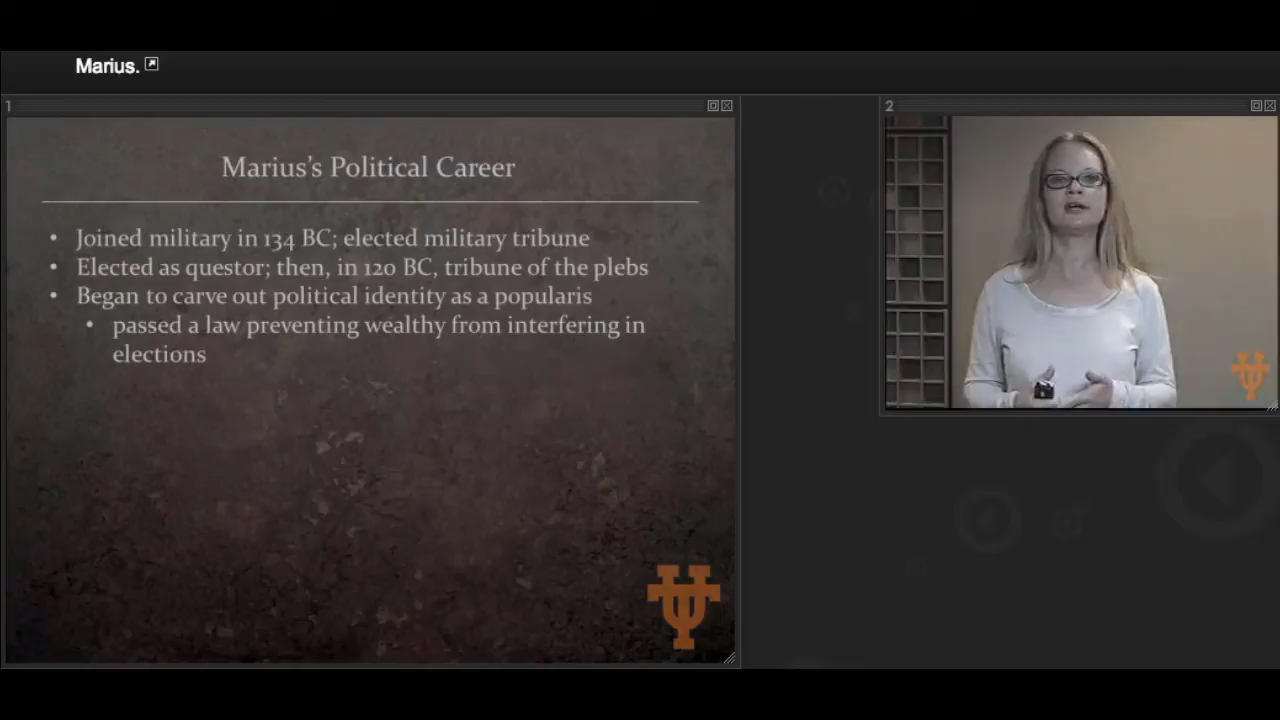 Marius.
1
2
Marius's Political Career
• Joined military in 134 BC; elected military tribune
• Elected as questor; then, in 120 BC, tribune of the plebs
• Began to carve out political identity as a popularis
• passed a law preventing wealthy from interfering in
elections